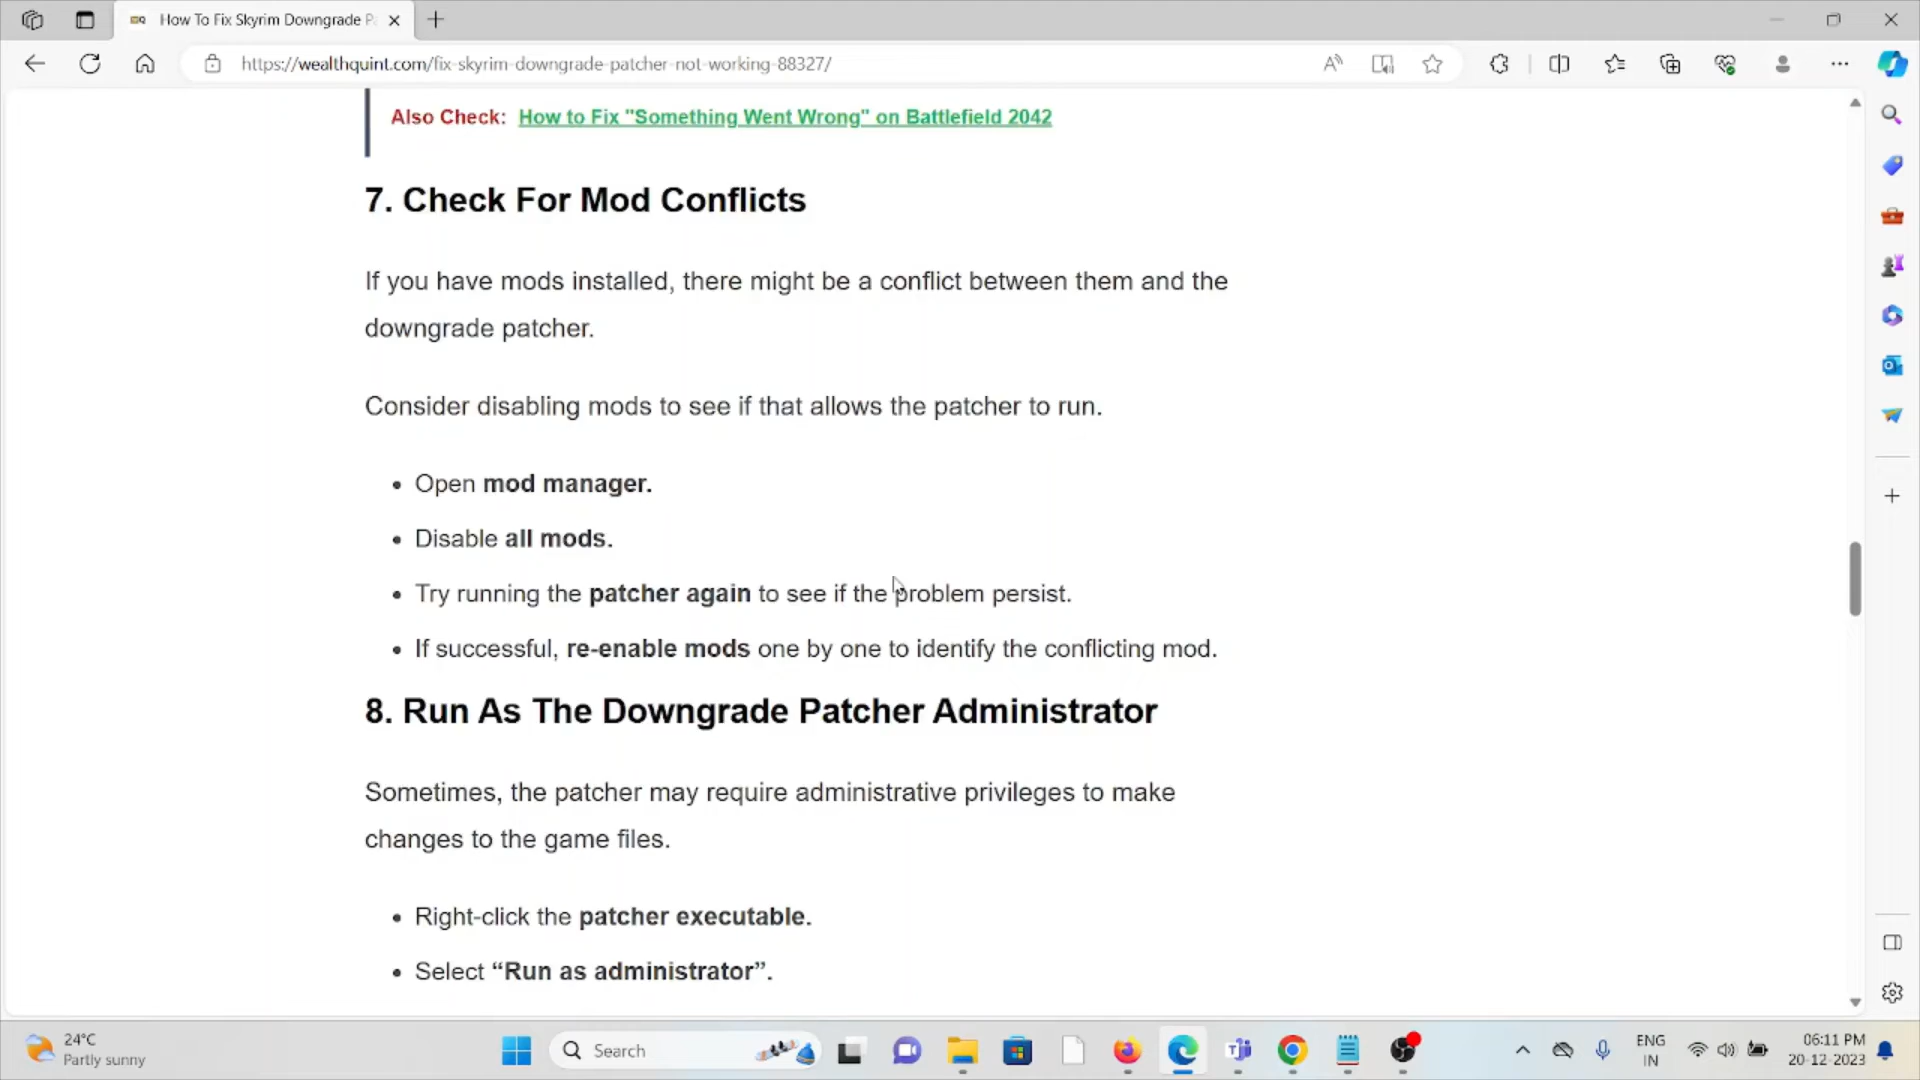 How To Fix Skyrim Downgrade P
https://wealthquint.com/fix-skyrim-downgrade-patcher-not-working-88327/
Also Check: How to Fix "Something Went Wrong" on Battlefield 2042
7. Check For Mod Conflicts
If you have mods installed, there might be a conflict between them and the
downgrade patcher.
Consider disabling mods to see if that allows the patcher to run.
• Open mod manager.
• Disable all mods.
• Try running the patcher again to see if the problem persist.
• If successful, re-enable mods one by one to identify the conflicting mod.
8. Run As The Downgrade Patcher Administrator
Sometimes, the patcher may require administrative privileges to make
changes to the game files.
• Right-click the patcher executable.
• Select “Run as administrator”.
24°C
Partly sunny
Search
ENG
IN
06:11 PM
20-12-2023